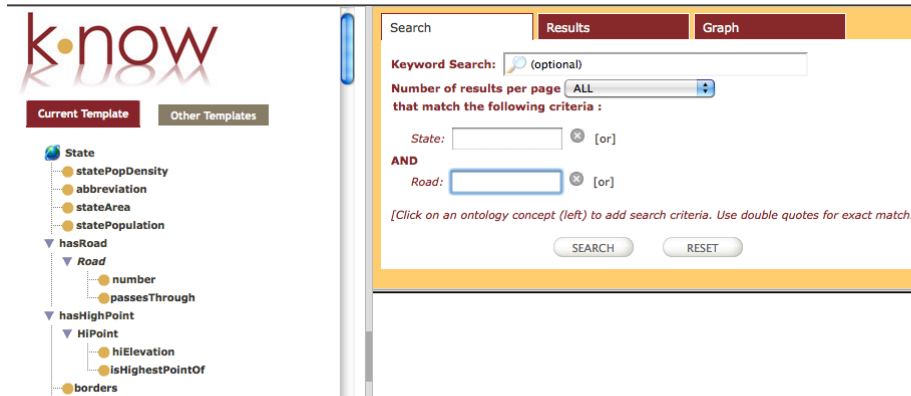 k•now
Current Template
Other Templates
State
statePopDensity
abbreviation
stateArea
statePopulation
hasRoad
Road
number
passesThrough
hasHighPoint
HiPoint
hiElevation
isHighestPointOf
borders
Search
Results
Graph
Keyword Search: (optional)
Number of results per page ALL
that match the following criteria :
State: [or]
AND
Road: [or]
[Click on an ontology concept (left) to add search criteria. Use double quotes for exact match.
SEARCH
RESET